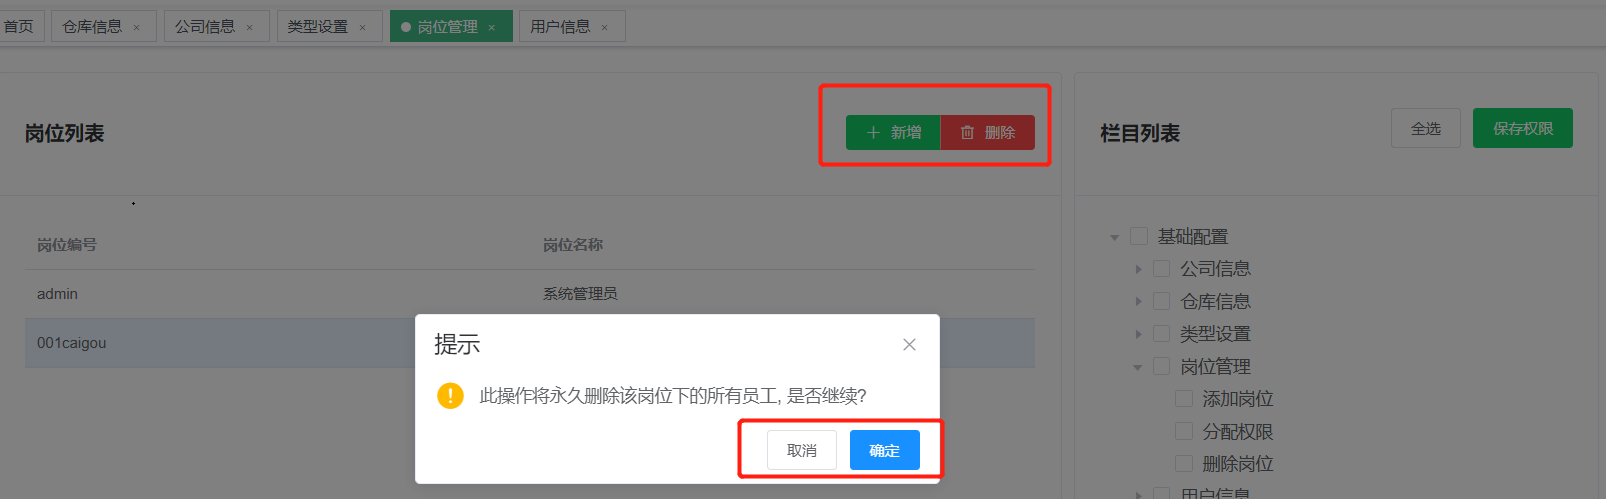 首页 仓库信息 × 公司信息 × 类型设置 × 岗位管理 × 用户信息 ×
岗位列表
新增 删除
岗位编号 岗位名称
admin 系统管理员
001caigou
提示
此操作将永久删除该岗位下的所有员工, 是否继续?
取消 确定
栏目列表
全选 保存权限
基础配置
公司信息
仓库信息
类型设置
岗位管理
添加岗位
分配权限
删除岗位
用户信息